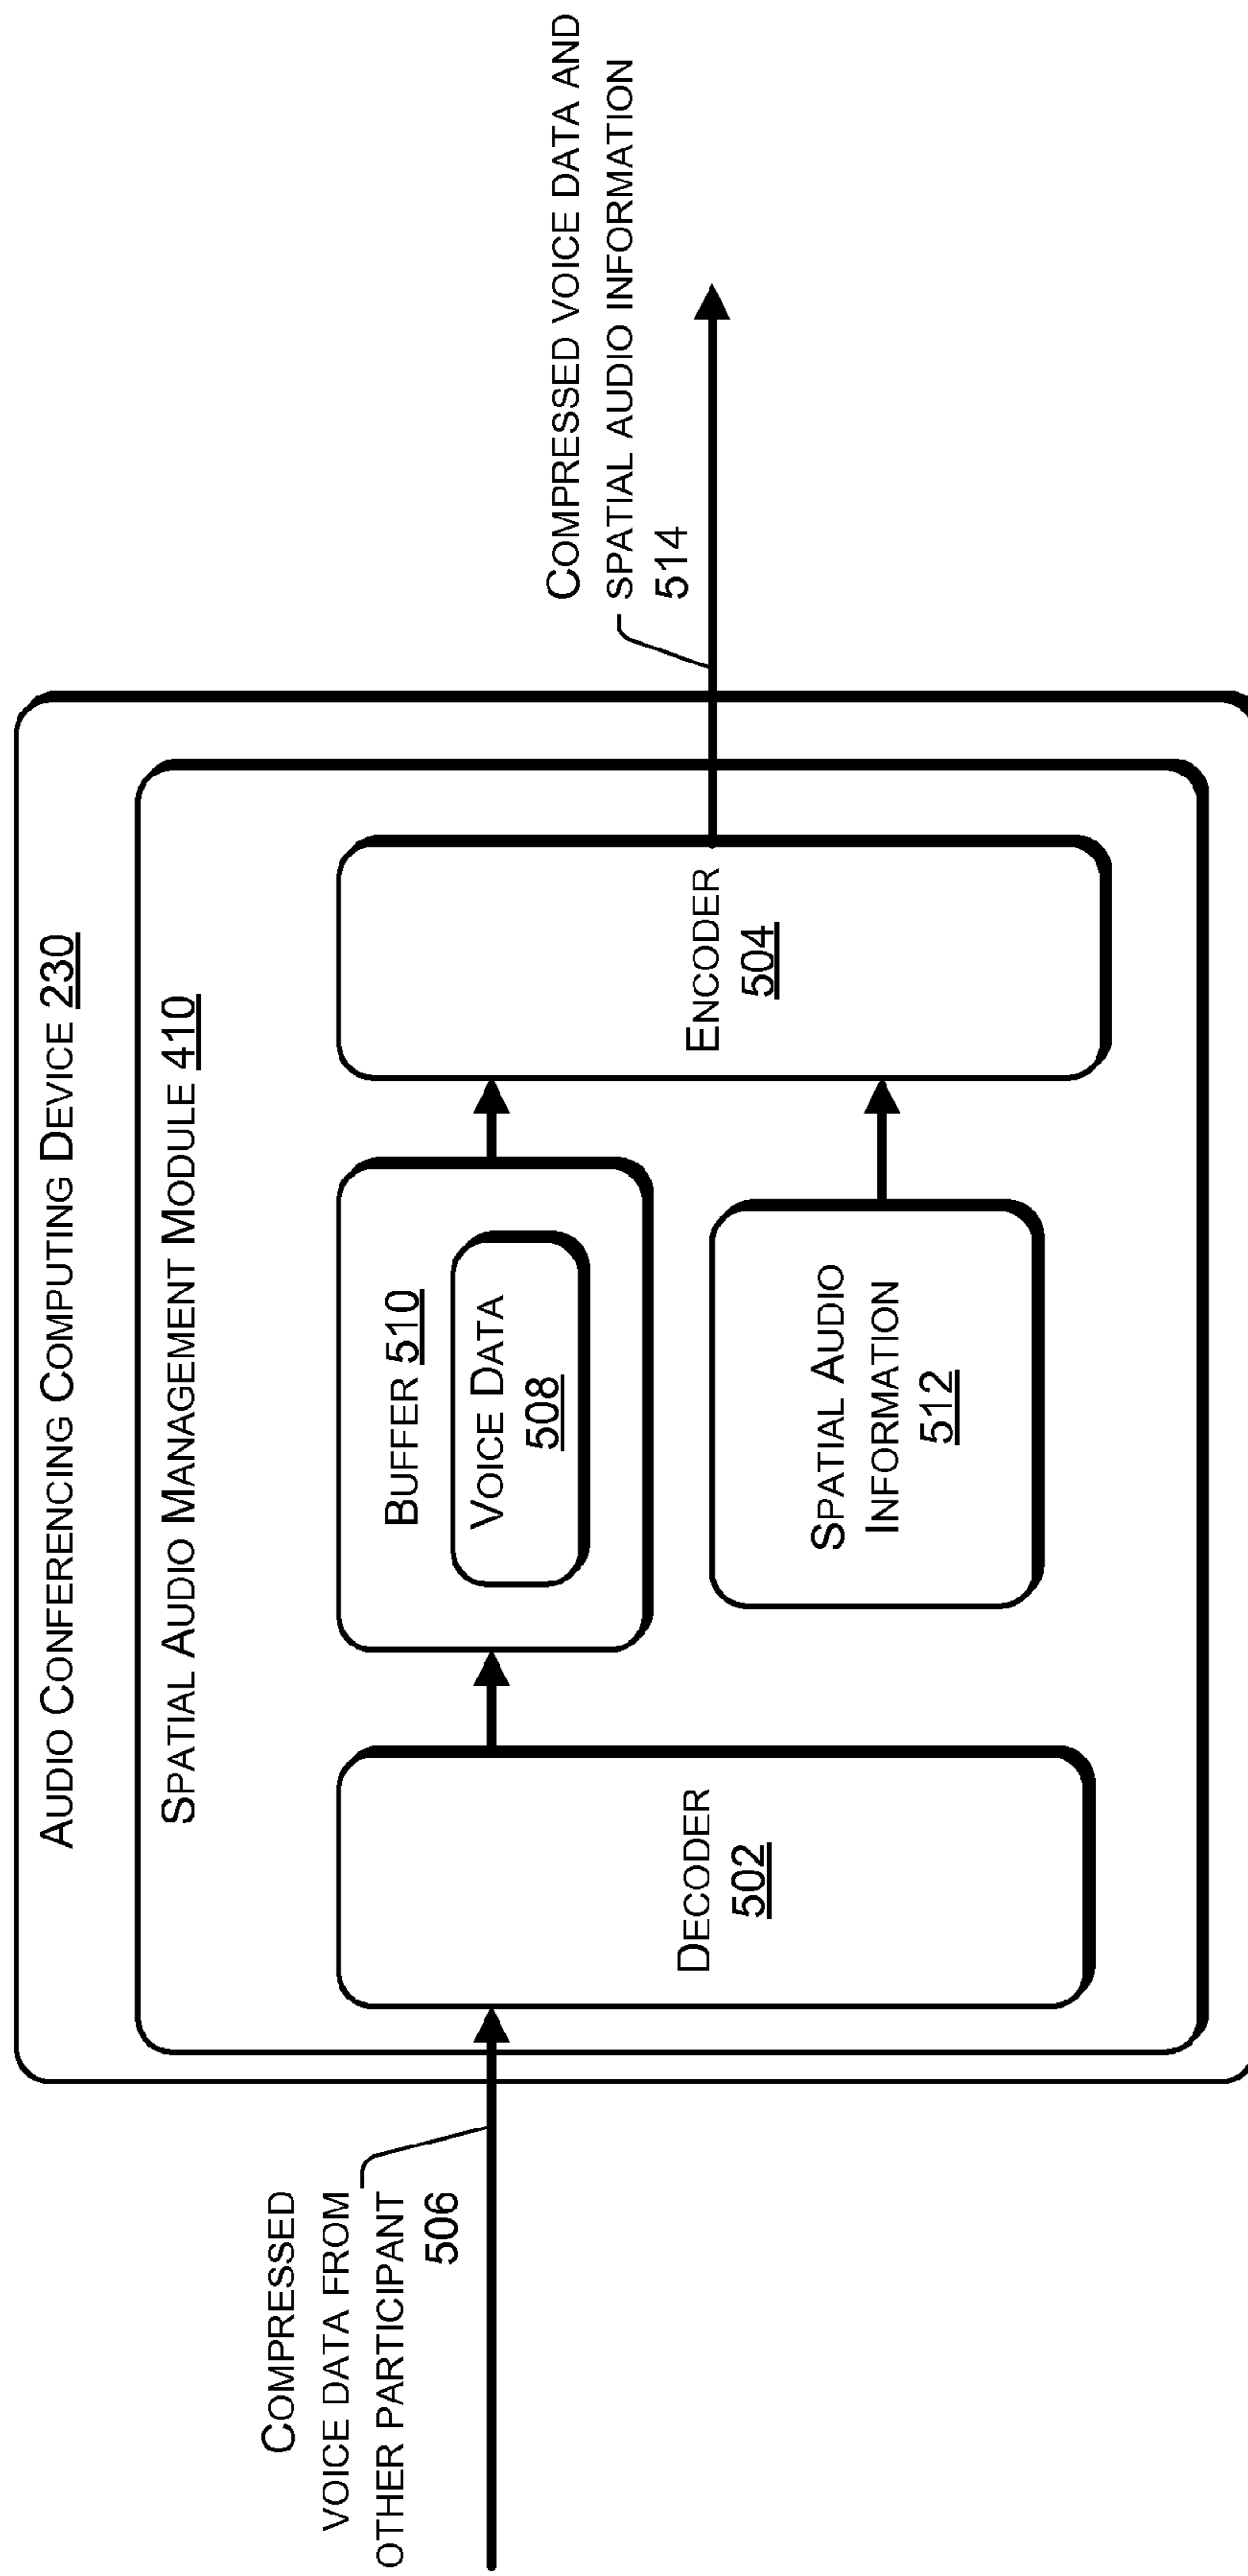 AUDIO CONFERENCING COMPUTING DEVICE 230
SPATIAL AUDIO MANAGEMENT MODULE 410
COMPRESSED
VOICE DATA FROM
OTHER PARTICIPANT
506
DECODER
502
BUFFER 510
VOICE DATA
508
SPATIAL AUDIO
INFORMATION
512
ENCODER
504
COMPRESSED VOICE DATA AND
SPATIAL AUDIO INFORMATION
514